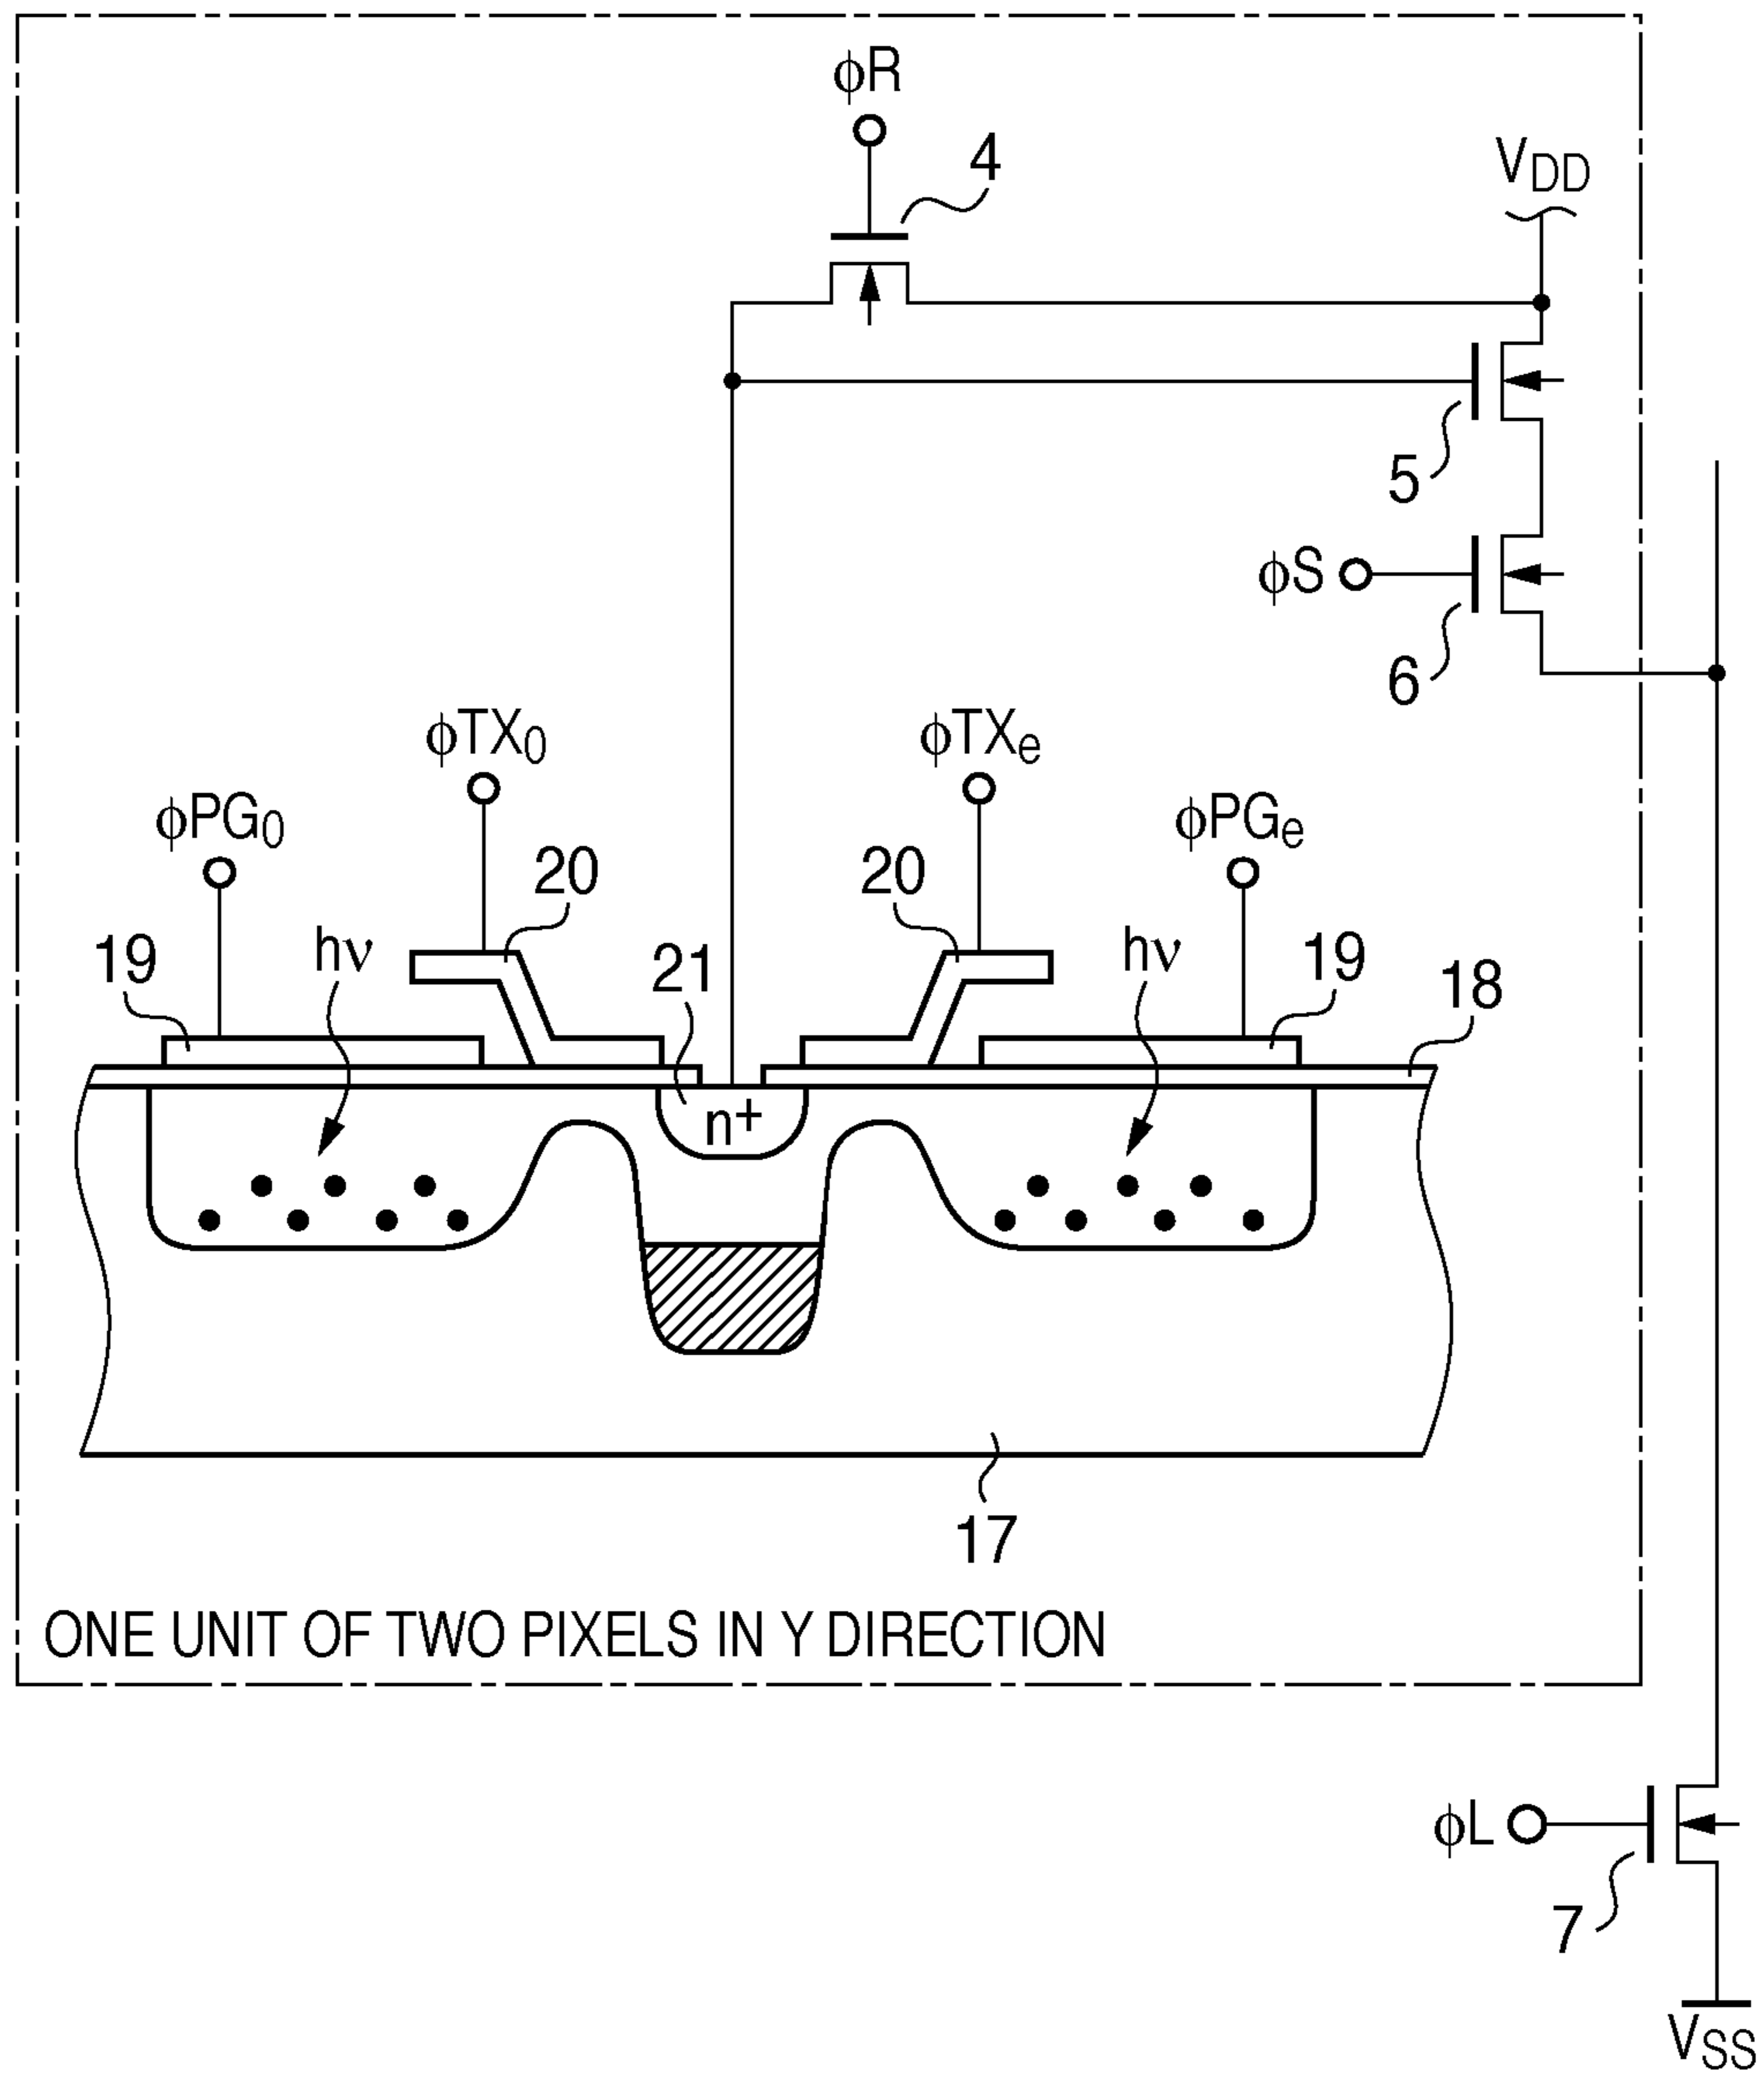 ϕR
4
VDD
5
ϕS
6
ϕTX0
ϕTXe
ϕPG0
ϕPGe
20
20
19
hν
21
hν
19
18
n+
17
ONE UNIT OF TWO PIXELS IN Y DIRECTION
ϕL
7
VSS